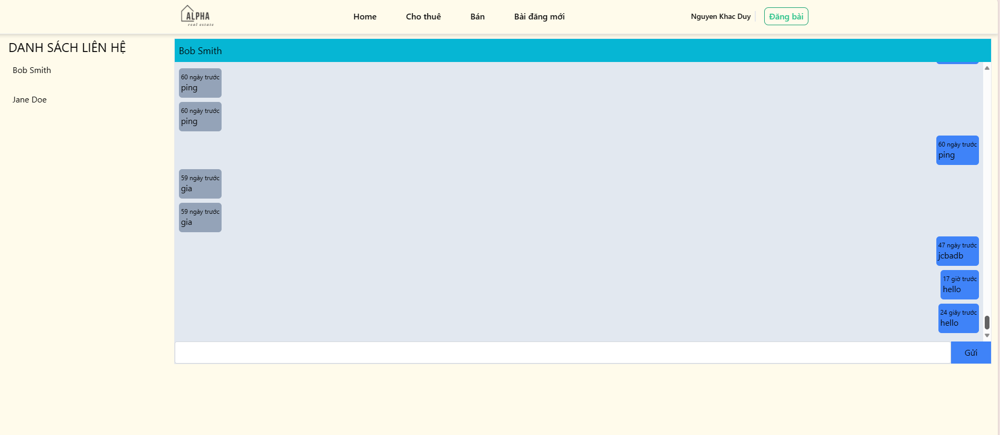 ALPHA
real estate
Home
Cho thuê
Bán
Bài đăng mới
Nguyen Khac Duy
Đăng bài
DANH SÁCH LIÊN HỆ
Bob Smith
Jane Doe
Bob Smith
60 ngày trước
ping
60 ngày trước
ping
60 ngày trước
ping
59 ngày trước
gia
59 ngày trước
gia
47 ngày trước
jcbadb
17 giờ trước
hello
24 giây trước
hello
Gửi